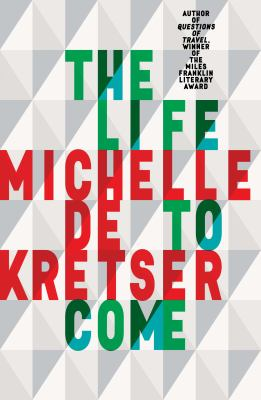 AUTHOR
OF
QUESTIONS
OF
TRAVEL,
WINNER
OF
THE
MILES
FRANKLIN
LITERARY
AWARD
THE
LIFE
MICHELLE
DE TO
KRETSER
COME